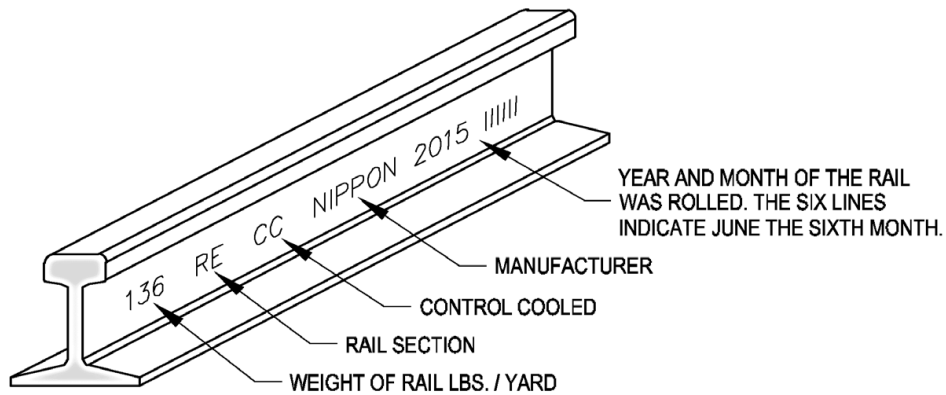 136 RE CC NIPPON 2015 llllll
YEAR AND MONTH OF THE RAIL
WAS ROLLED. THE SIX LINES
INDICATE JUNE THE SIXTH MONTH.
MANUFACTURER
CONTROL COOLED
RAIL SECTION
WEIGHT OF RAIL LBS. / YARD